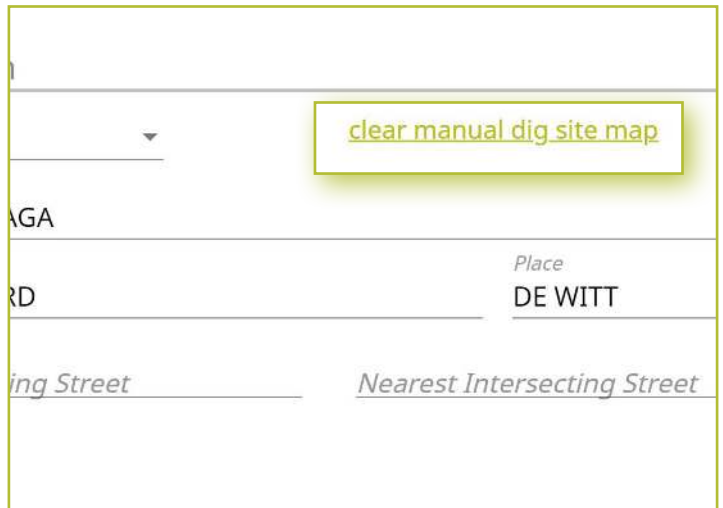 clear manual dig site map
AGA
Place
RD
DE WITT
ing Street
Nearest Intersecting Street